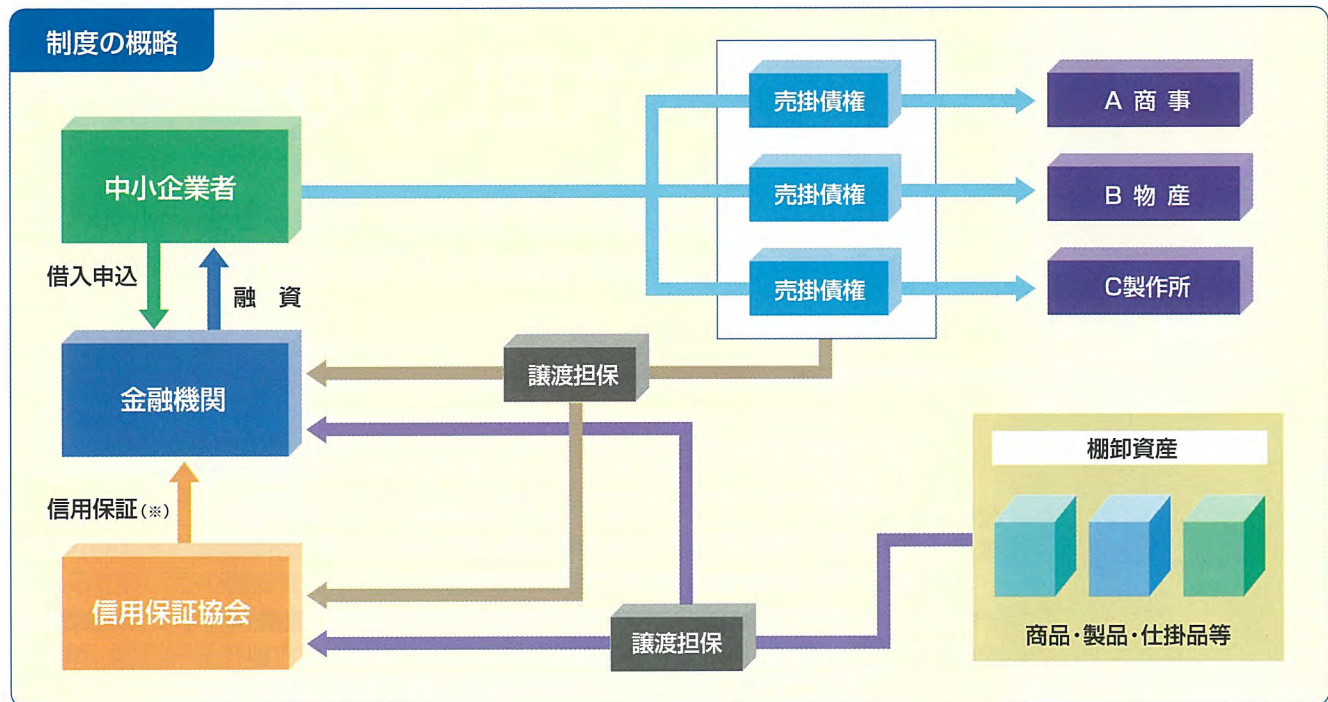 制度の概略
中小企業者
売掛債権
A 商 事
売掛債権
B 物 産
売掛債権
C製作所
借入申込
融 資
金融機関
譲渡担保
信用保証(※)
信用保証協会
譲渡担保
棚卸資産
商品・製品・仕掛品等